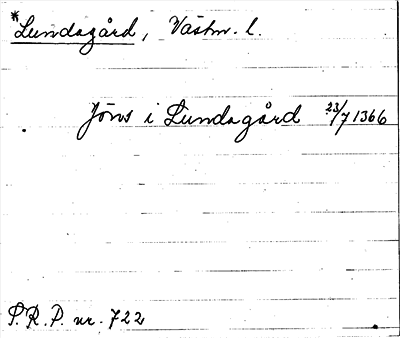 *Lundagård, Västm. l.
Jöns i Lundagård 23/7 1366
S.R.P. nr. 722